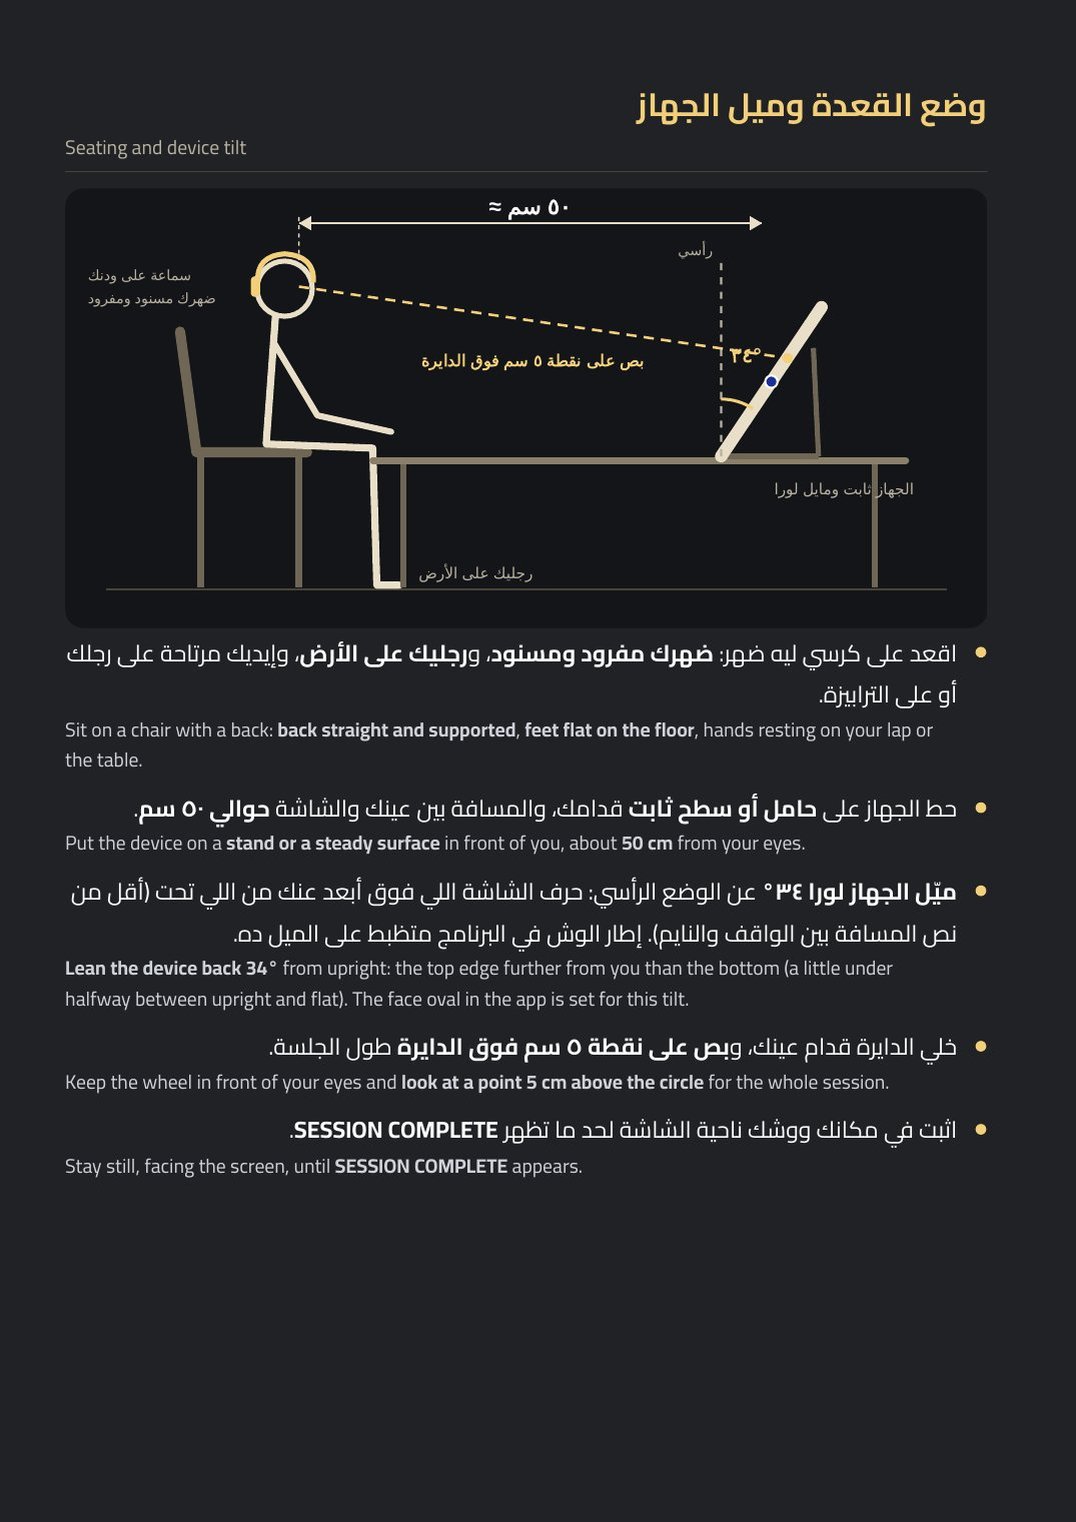 وضع القعدة وميل الجهاز
Seating and device tilt
≈ ٥٠ سم
رأسي
سماعة على ودنك
ضهرك مسنود ومفرود
٣٤°
بص على نقطة ٥ سم فوق الدايرة
الجهاز ثابت ومايل لورا
رجليك على الأرض
اقعد على كرسي ليه ضهر: ضهرك مفرود ومسنود، ورجليك على الأرض، وإيديك مرتاحة على رجلك
أو على الترابيزة.
Sit on a chair with a back: back straight and supported, feet flat on the floor, hands resting on your lap or
the table.
حط الجهاز على حامل أو سطح ثابت قدامك، والمسافة بين عينك والشاشة حوالي ٥٠ سم.
Put the device on a stand or a steady surface in front of you, about 50 cm from your eyes.
ميّل الجهاز لورا ٣٤° عن الوضع الرأسي: حرف الشاشة اللي فوق أبعد عنك من اللي تحت (أقل من
نص المسافة بين الواقف والنايم). إطار الوش في البرنامج متظبط على الميل ده.
Lean the device back 34° from upright: the top edge further from you than the bottom (a little under
halfway between upright and flat). The face oval in the app is set for this tilt.
خلي الدايرة قدام عينك، وبص على نقطة ٥ سم فوق الدايرة طول الجلسة.
Keep the wheel in front of your eyes and look at a point 5 cm above the circle for the whole session.
اثبت في مكانك ووشك ناحية الشاشة لحد ما تظهر SESSION COMPLETE.
Stay still, facing the screen, until SESSION COMPLETE appears.